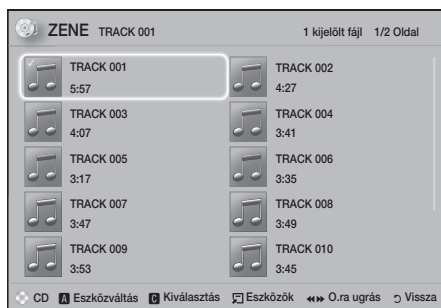 ZENE TRACK 001 1 kijelölt fájl 1/2 Oldal
TRACK 001 TRACK 002
5:57 4:27
TRACK 003 TRACK 004
4:07 3:41
TRACK 005 TRACK 006
3:17 3:35
TRACK 007 TRACK 008
3:47 3:49
TRACK 009 TRACK 010
3:53 3:45
CD A Eszközváltás C Kiválasztás Eszközök O.ra ugrás Vissza